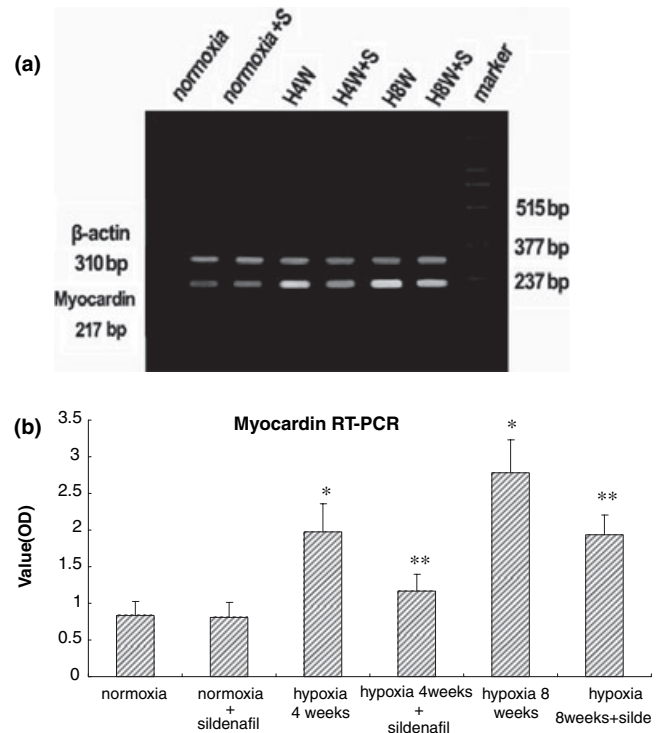 (a)
normoxia
normoxia +S
H4W
H4W+S
H8W
H8W+S
marker
β-actin
310 bp
Myocardin
217 bp
515 bp
377 bp
237 bp
(b)
Myocardin RT-PCR
Value(OD)
3.5
3
2.5
2
1.5
1
0.5
0
*
**
*
**
normoxia
normoxia
+
sildenafil
hypoxia
4 weeks
hypoxia 4weeks
+
sildenafil
hypoxia 8
weeks
hypoxia
8weeks+silde